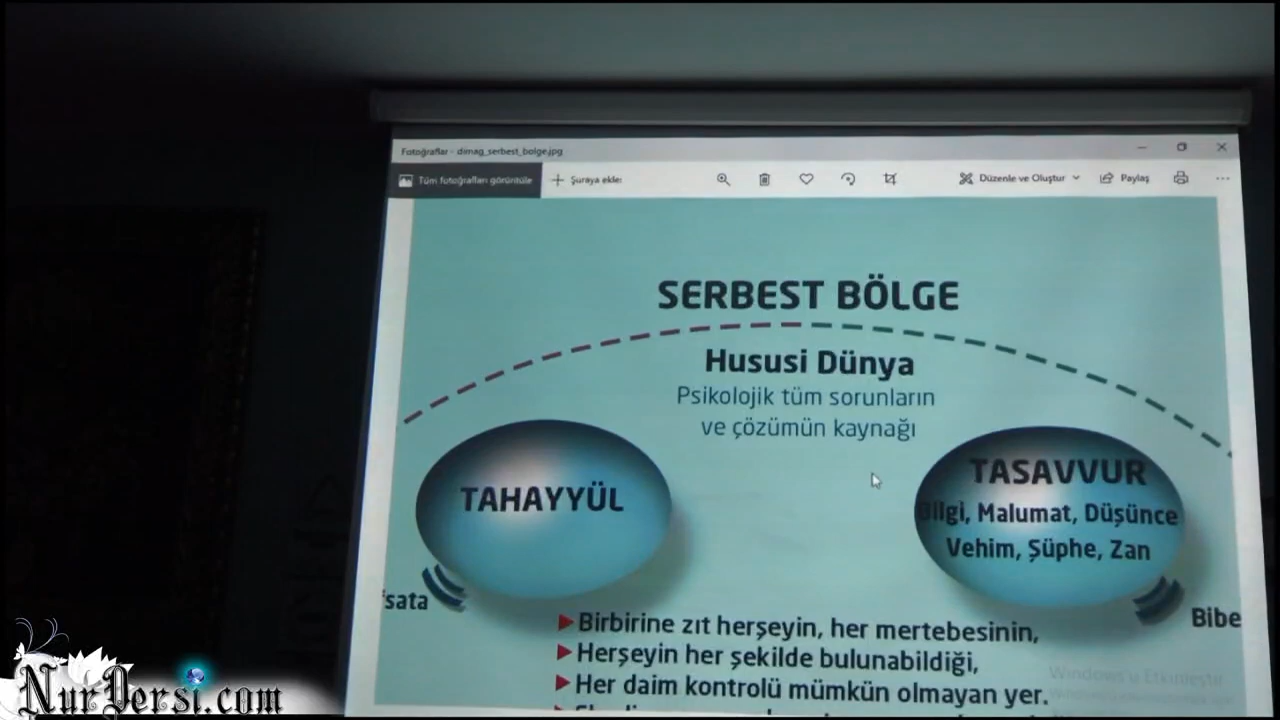 Fotoğraflar - dimag_serbest_bolge.jpg
Tüm fotoğrafları görüntüle
Şuraya ekle:
Düzenle ve Oluştur
Paylaş
SERBEST BÖLGE
Hususi Dünya
Psikolojik tüm sorunların
ve çözümün kaynağı
TAHAYYÜL
TASAVVUR
Bilgi, Malumat, Düşünce
Vehim, Şüphe, Zan
sata
Bibe
Birbirine zıt herşeyin, her mertebesinin,
Herşeyin her şekilde bulunabildiği,
Her daim kontrolü mümkün olmayan yer.
Windows'u Etkinleştir
NurDersi.com